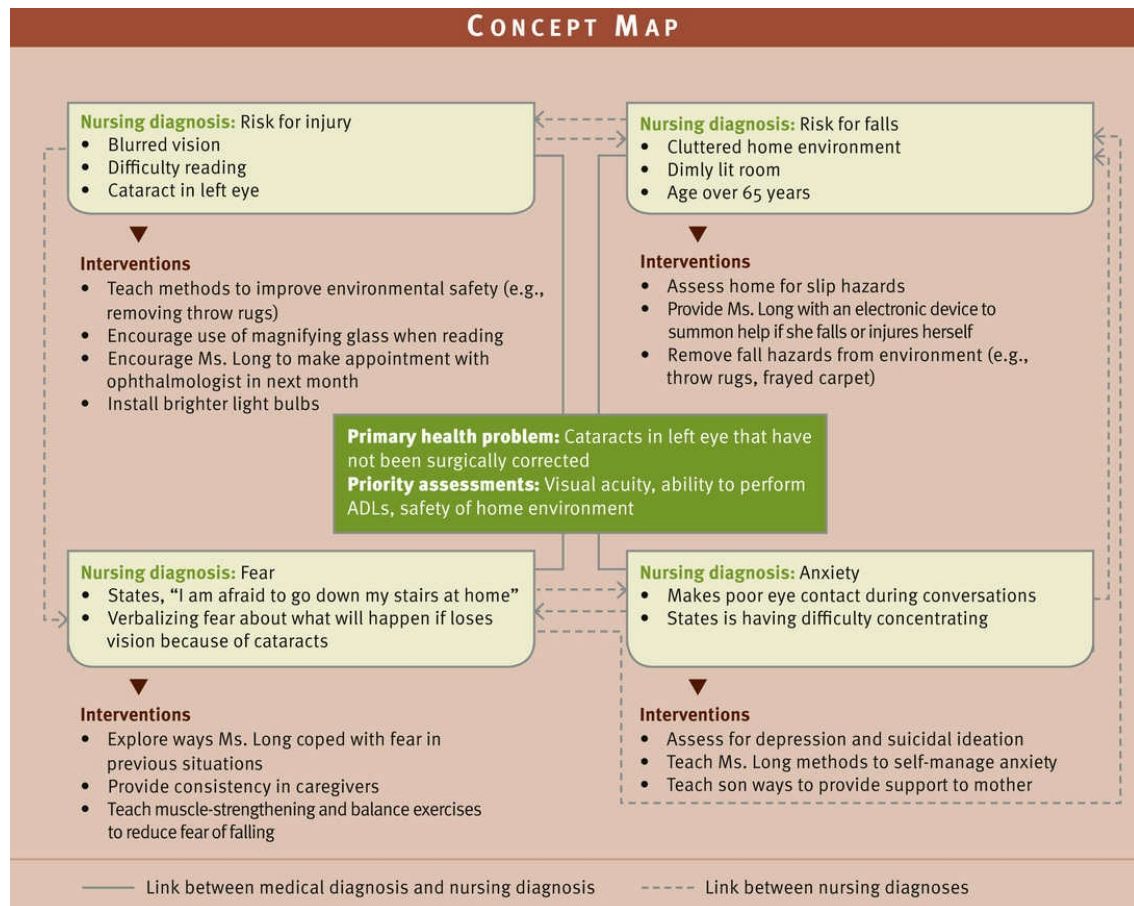 CONCEPT MAP
Nursing diagnosis: Risk for injury
• Blurred vision
• Difficulty reading
• Cataract in left eye
Interventions
• Teach methods to improve environmental safety (e.g.,
removing throw rugs)
• Encourage use of magnifying glass when reading
• Encourage Ms. Long to make appointment with
ophthalmologist in next month
• Install brighter light bulbs
Nursing diagnosis: Risk for falls
• Cluttered home environment
• Dimly lit room
• Age over 65 years
Interventions
• Assess home for slip hazards
• Provide Ms. Long with an electronic device to
summon help if she falls or injures herself
• Remove fall hazards from environment (e.g.,
throw rugs, frayed carpet)
Primary health problem: Cataracts in left eye that have
not been surgically corrected
Priority assessments: Visual acuity, ability to perform
ADLs, safety of home environment
Nursing diagnosis: Fear
• States, “I am afraid to go down my stairs at home”
• Verbalizing fear about what will happen if loses
vision because of cataracts
Interventions
• Explore ways Ms. Long coped with fear in
previous situations
• Provide consistency in caregivers
• Teach muscle-strengthening and balance exercises
to reduce fear of falling
Nursing diagnosis: Anxiety
• Makes poor eye contact during conversations
• States is having difficulty concentrating
Interventions
• Assess for depression and suicidal ideation
• Teach Ms. Long methods to self-manage anxiety
• Teach son ways to provide support to mother
Link between medical diagnosis and nursing diagnosis
Link between nursing diagnoses